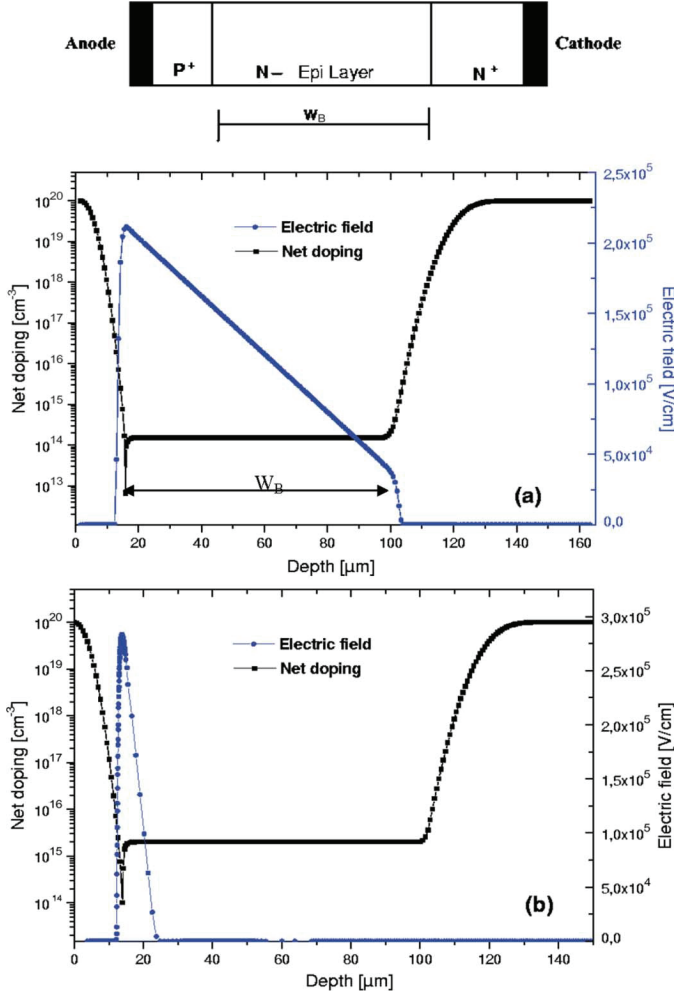 Anode
Cathode
P+
N− Epi Layer
N+
WB
Net doping [cm-3]
10^20
10^19
10^18
10^17
10^16
10^15
10^14
10^13
Electric field
Net doping
WB
(a)
2,5x10^5
2,0x10^5
1,5x10^5
1,0x10^5
5,0x10^4
0,0
Electric field [V/cm]
0 20 40 60 80 100 120 140 160
Depth [µm]
Net doping [cm-3]
10^20
10^19
10^18
10^17
10^16
10^15
10^14
Electric field
Net doping
(b)
3,0x10^5
2,5x10^5
2,0x10^5
1,5x10^5
1,0x10^5
5,0x10^4
0,0
Electric field [V/cm]
0 20 40 60 80 100 120 140
Depth [µm]